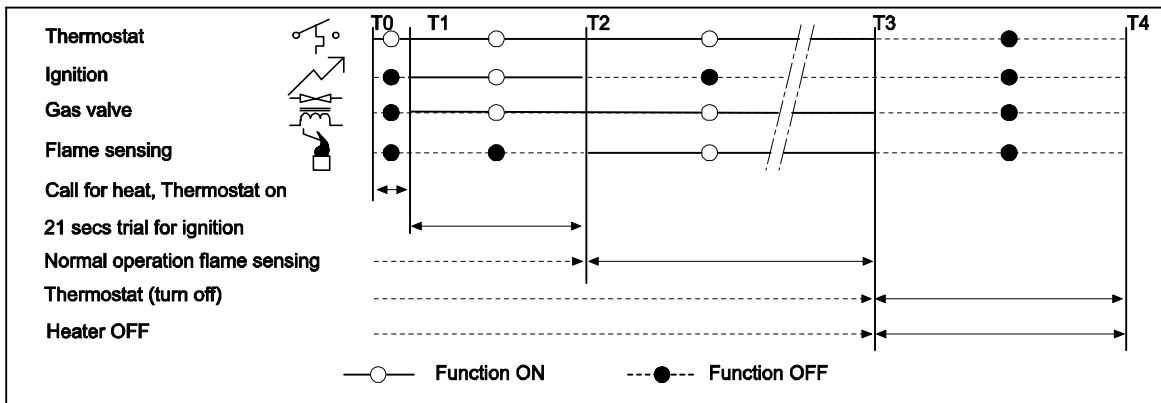 T0 T1 T2 T3 T4
Thermostat
Ignition
Gas valve
Flame sensing
Call for heat, Thermostat on
21 secs trial for ignition
Normal operation flame sensing
Thermostat (turn off)
Heater OFF
Function ON Function OFF